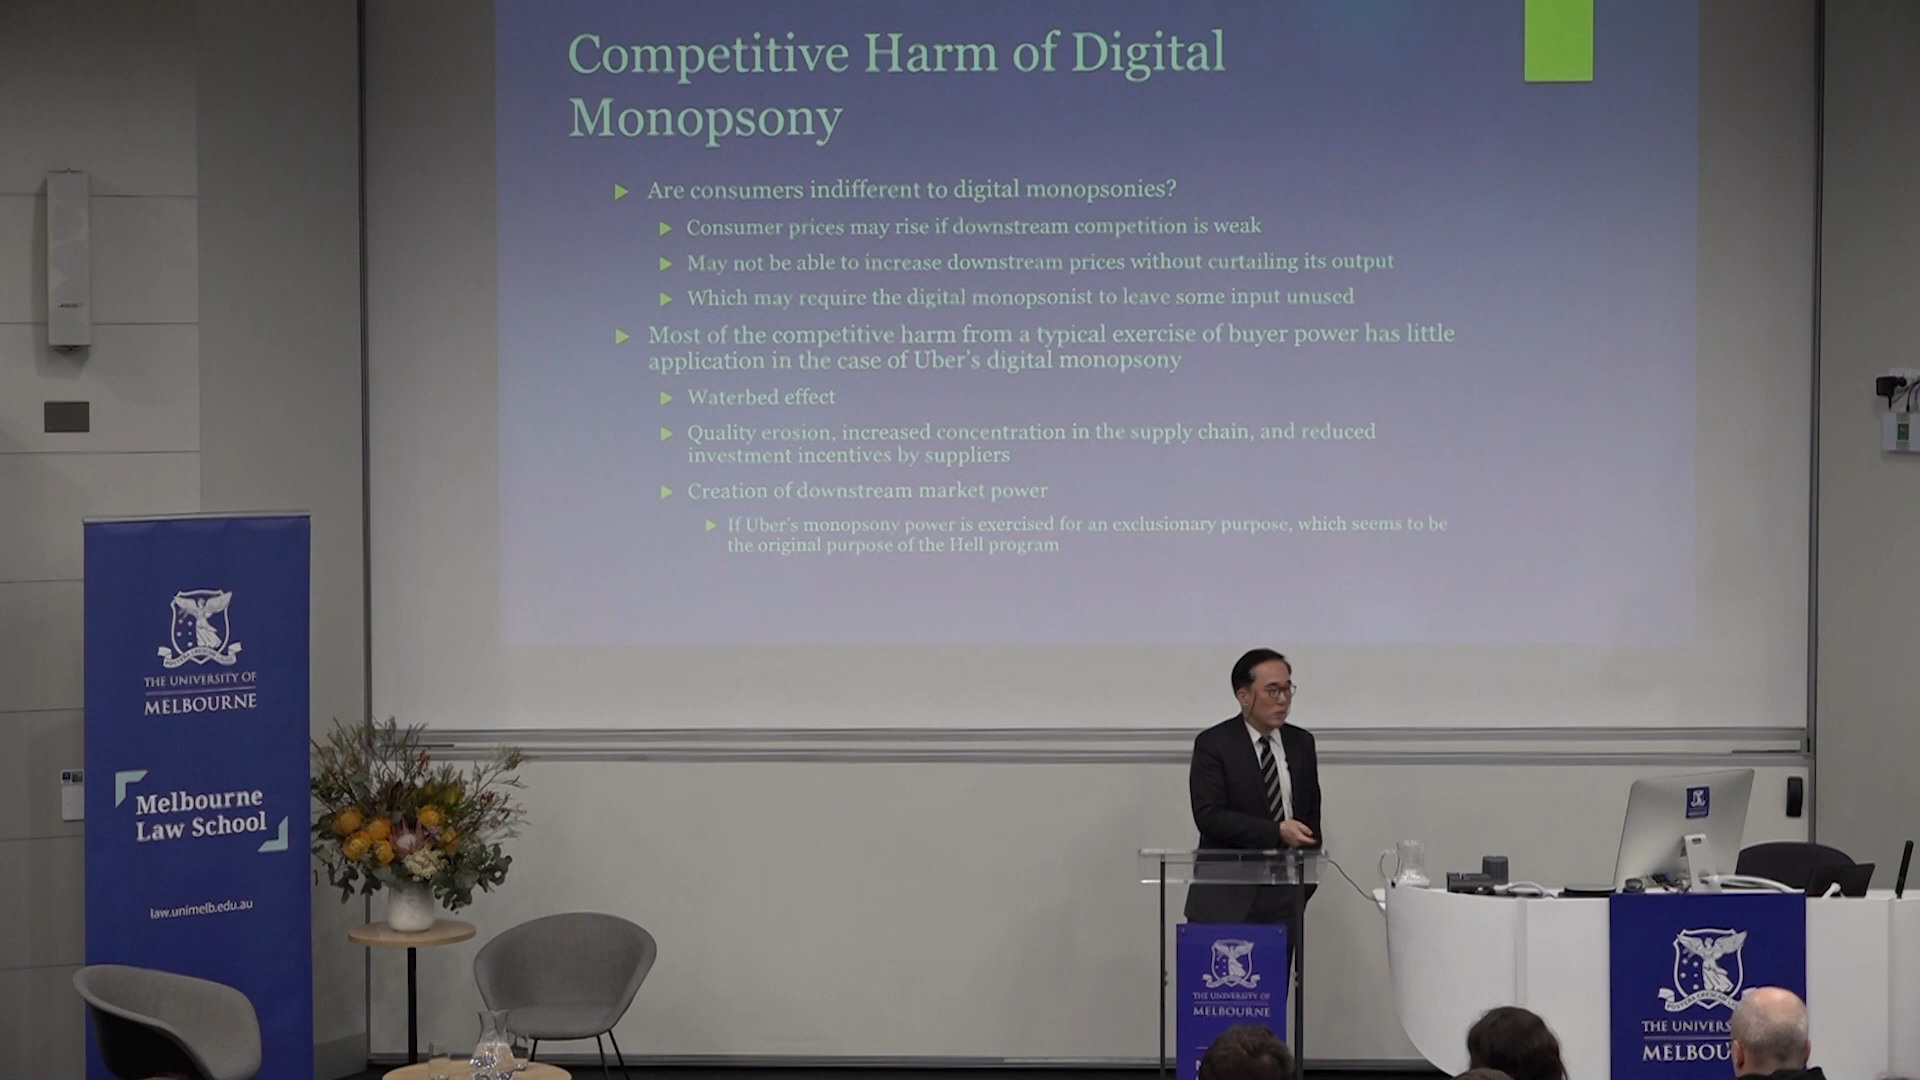 Competitive Harm of Digital
Monopsony
Are consumers indifferent to digital monopsonies?
Consumer prices may rise if downstream competition is weak
May not be able to increase downstream prices without curtailing its output
Which may require the digital monopsonist to leave some input unused
Most of the competitive harm from a typical exercise of buyer power has little
application in the case of Uber's digital monopsony
Waterbed effect
Quality erosion, increased concentration in the supply chain, and reduced
investment incentives by suppliers
Creation of downstream market power
If Uber's monopsony power is exercised for an exclusionary purpose, which seems to be
the original purpose of the Hell program
THE UNIVERSITY OF
MELBOURNE
Melbourne
Law School
law.unimelb.edu.au
THE UNIVERSITY OF
MELBOURNE
THE UNIVERS
MELBOU